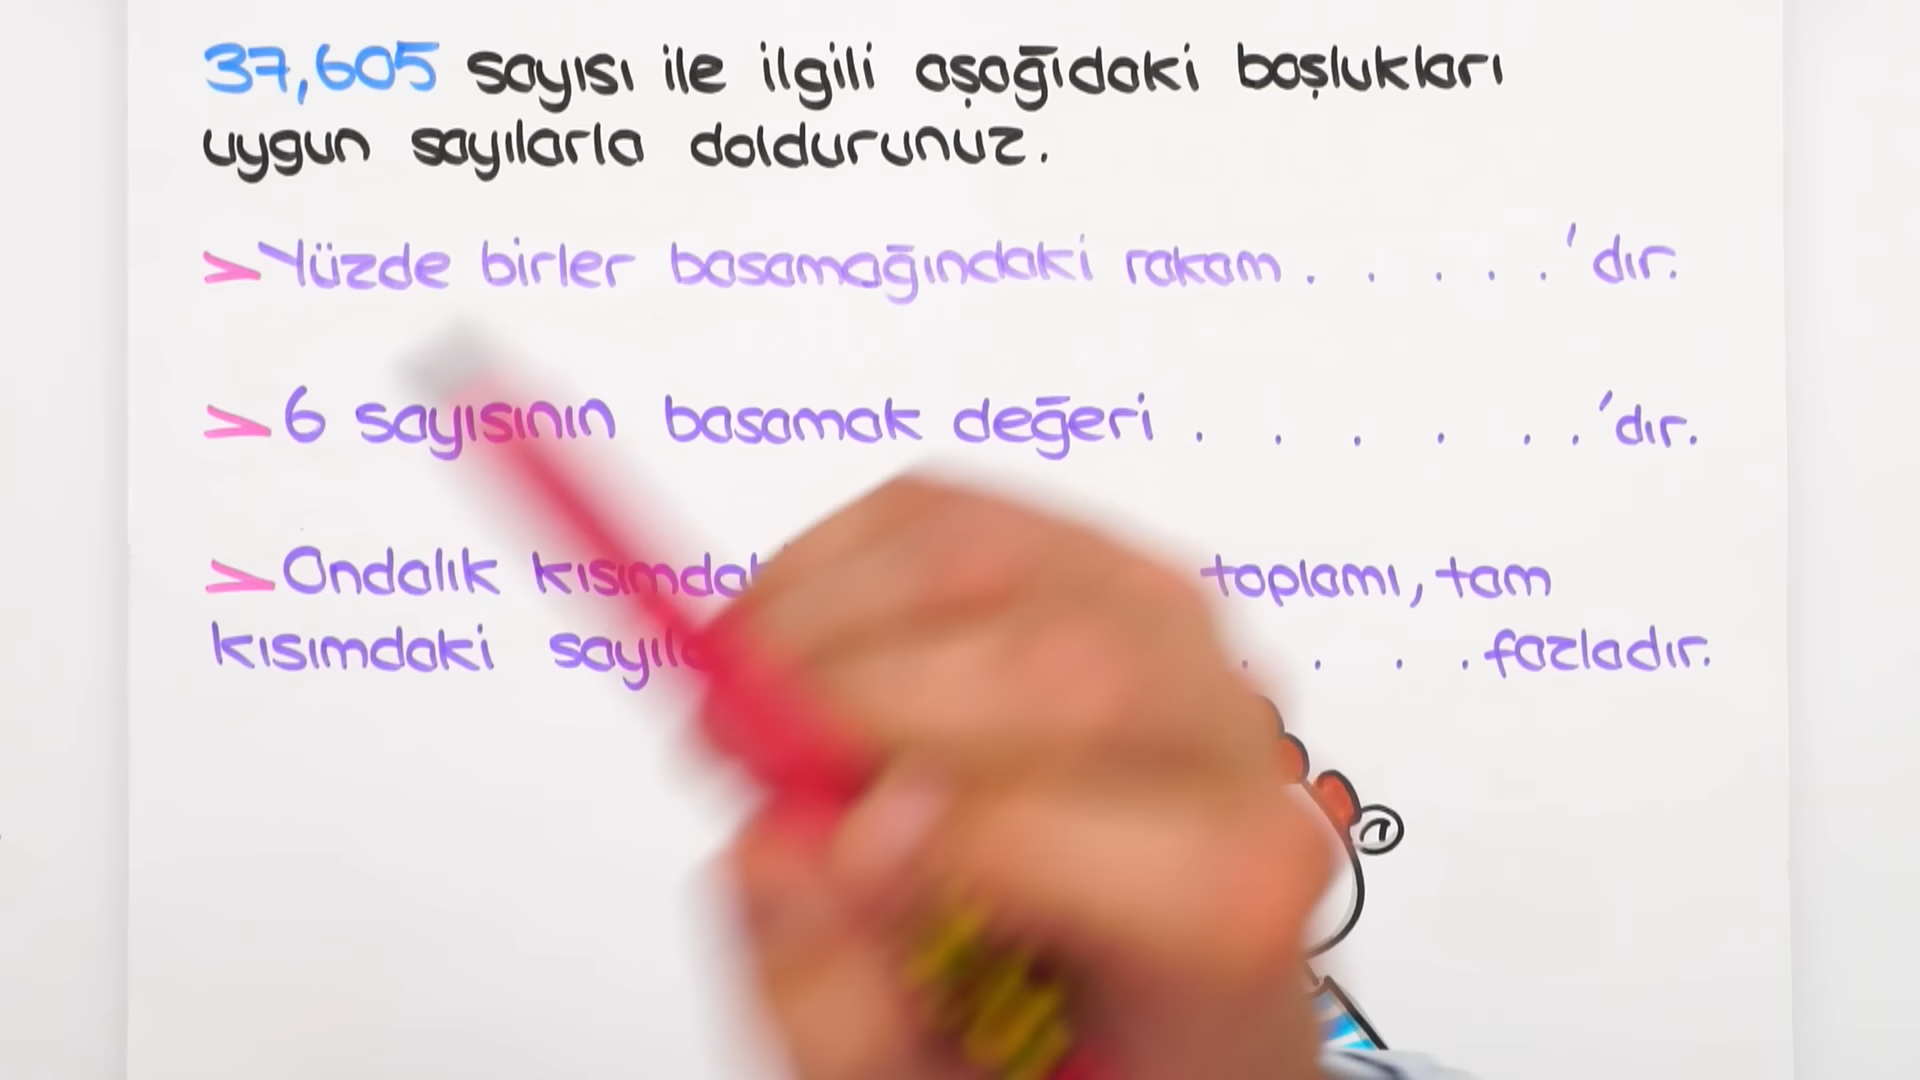 37,605 sayısı ile ilgili aşağıdaki boşlukları
uygun sayılarla doldurunuz.
> Yüzde birler basamağındaki rakam . . . . . 'dır.
> 6 sayısının basamak değeri . . . . . . 'dır.
> Ondalık toplamı, tam
kısımdaki . . . . fazladır.